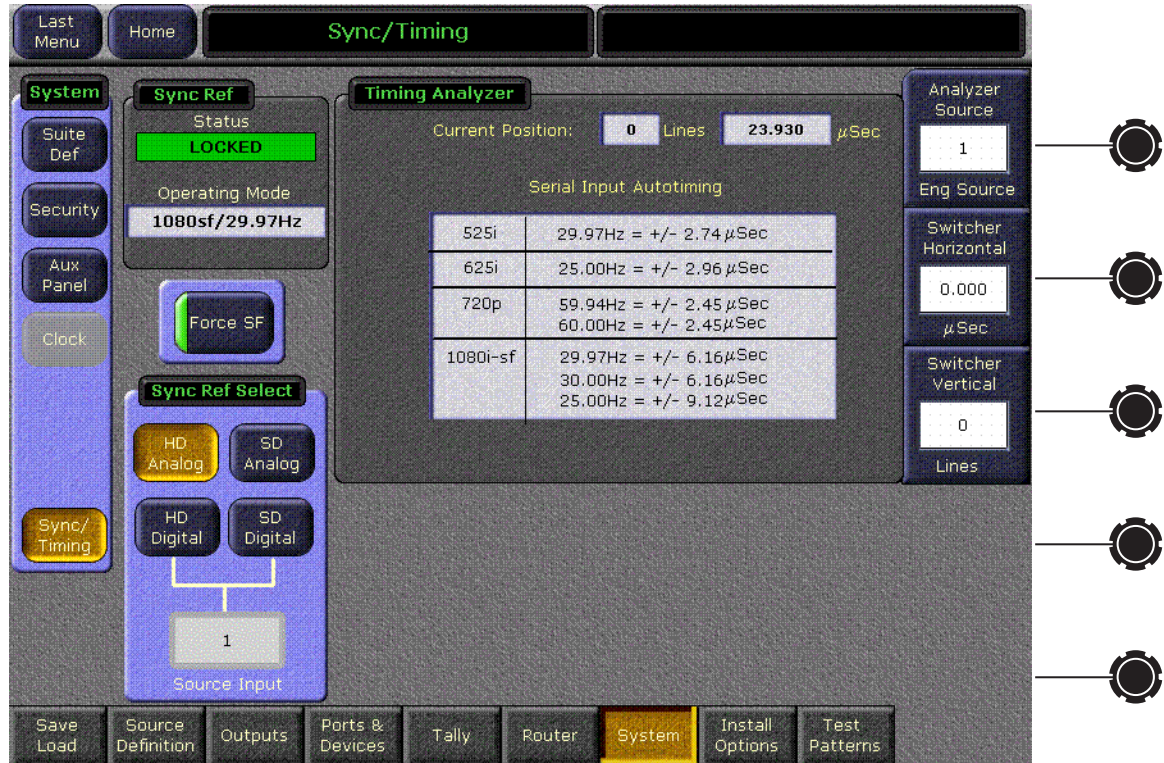 Last
Menu
Home
Sync/Timing
System
Suite
Def
Security
Aux
Panel
Clock
Sync/
Timing
Sync Ref
Status
LOCKED
Operating Mode
1080sf/29.97Hz
Force SF
Sync Ref Select
HD
Analog
SD
Analog
HD
Digital
SD
Digital
1
Source Input
Timing Analyzer
Current Position: 0 Lines 23.930 µSec
Serial Input Autotiming
525i 29.97Hz = +/- 2.74µSec
625i 25.00Hz = +/- 2.96µSec
720p 59.94Hz = +/- 2.45µSec
60.00Hz = +/- 2.45µSec
1080i-sf 29.97Hz = +/- 6.16µSec
30.00Hz = +/- 6.16µSec
25.00Hz = +/- 9.12µSec
Analyzer
Source
1
Eng Source
Switcher
Horizontal
0.000
µSec
Switcher
Vertical
0
Lines
Save
Load
Source
Definition
Outputs
Ports &
Devices
Tally
Router
System
Install
Options
Test
Patterns